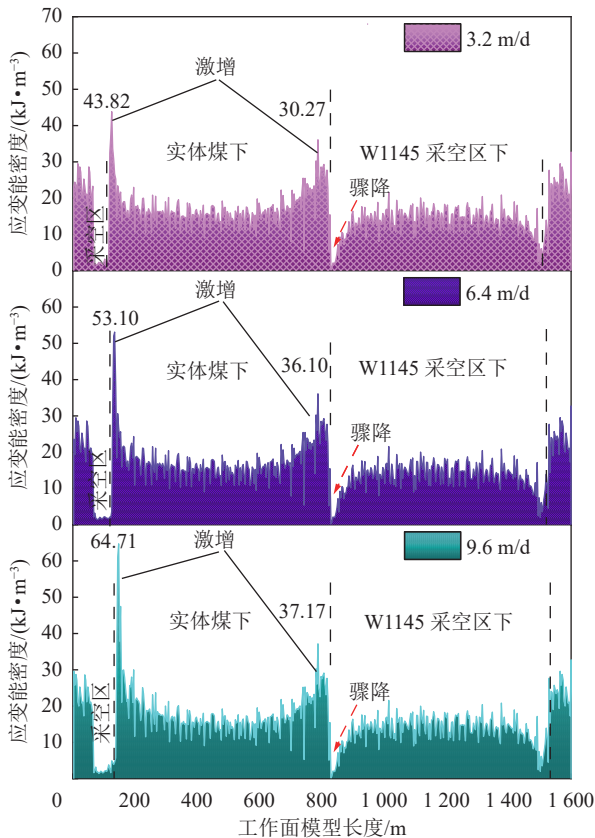 70
60
50
40
30
20
10
0
应变能密度/(kJ•m⁻³)
3.2 m/d
激增
43.82
30.27
实体煤下
W1145 采空区下
骤降
采空区
60
50
40
30
20
10
0
应变能密度/(kJ•m⁻³)
6.4 m/d
激增
53.10
36.10
实体煤下
W1145 采空区下
骤降
采空区
60
50
40
30
20
10
应变能密度/(kJ•m⁻³)
9.6 m/d
激增
64.71
37.17
实体煤下
W1145 采空区下
骤降
采空区
0 200 400 600 800 1 000 1 200 1 400 1 600
工作面模型长度/m